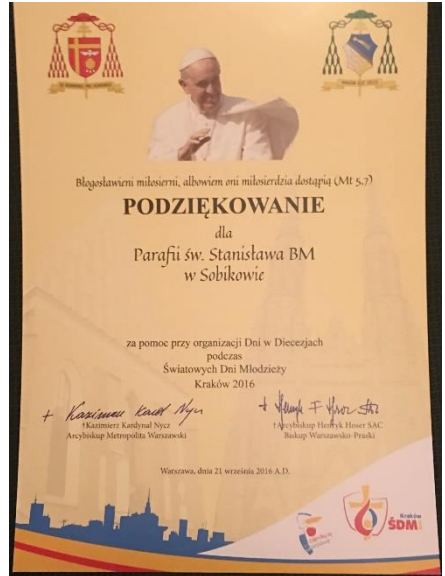 Błogosławieni miłosierni, albowiem oni miłosierdzia dostąpią (Mt 5,7)
PODZIĘKOWANIE
dla
Parafii św. Stanisława BM
w Sobikowie
za pomoc przy organizacji Dni w Diecezjach
podczas
Światowych Dni Młodzieży
Kraków 2016
†Kazimierz Kardynał Nycz
Arcybiskup Metropolita Warszawski
†Arcybiskup Henryk Hoser SAC
Biskup Warszawsko-Praski
Warszawa, dnia 21 września 2016 A.D.
Kraków
ŚDM